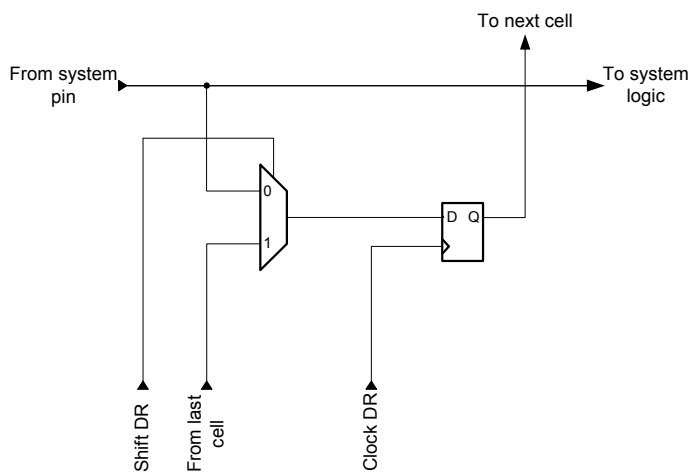 To next cell
From system
pin
To system
logic
0
1
D Q
Shift DR
From last
cell
Clock DR